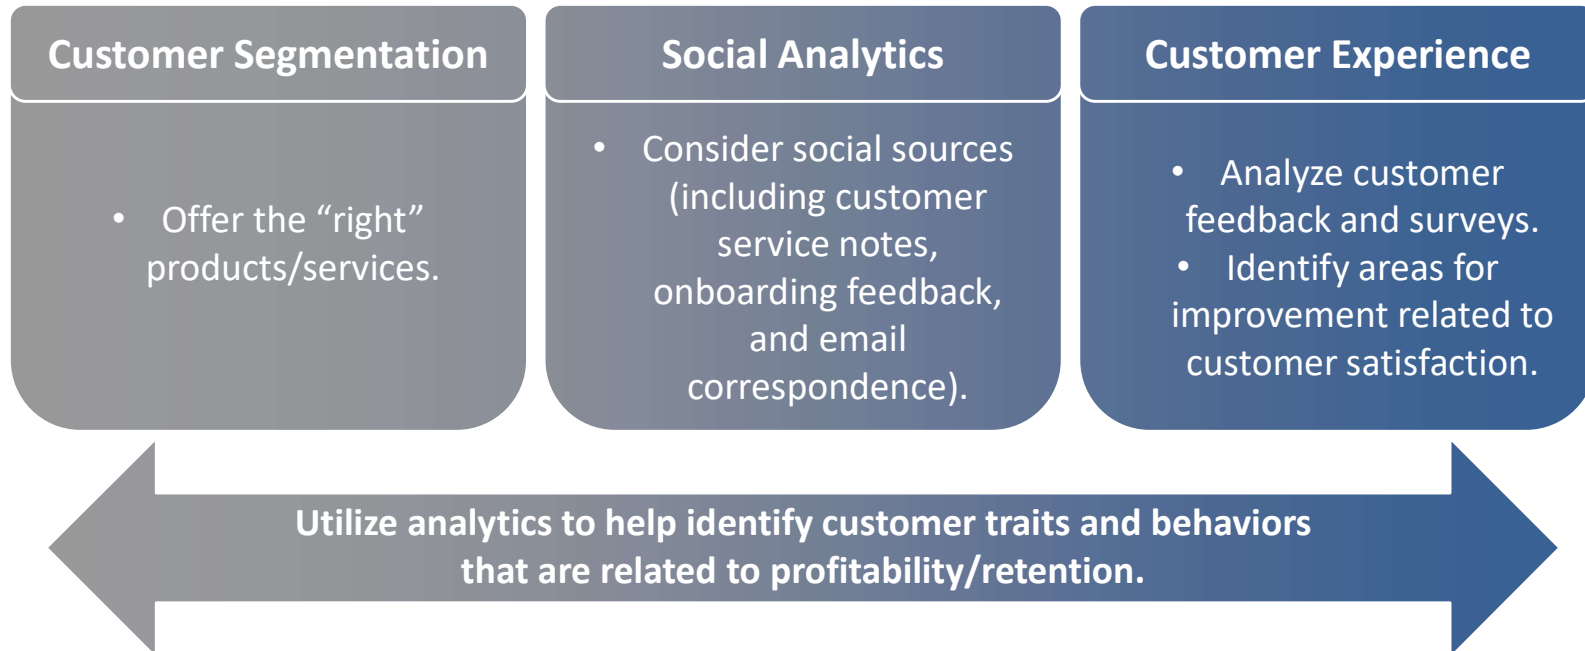 Customer Segmentation
• Offer the “right”
products/services.
Social Analytics
• Consider social sources
(including customer
service notes,
onboarding feedback,
and email
correspondence).
Customer Experience
• Analyze customer
feedback and surveys.
• Identify areas for
improvement related to
customer satisfaction.
Utilize analytics to help identify customer traits and behaviors
that are related to profitability/retention.